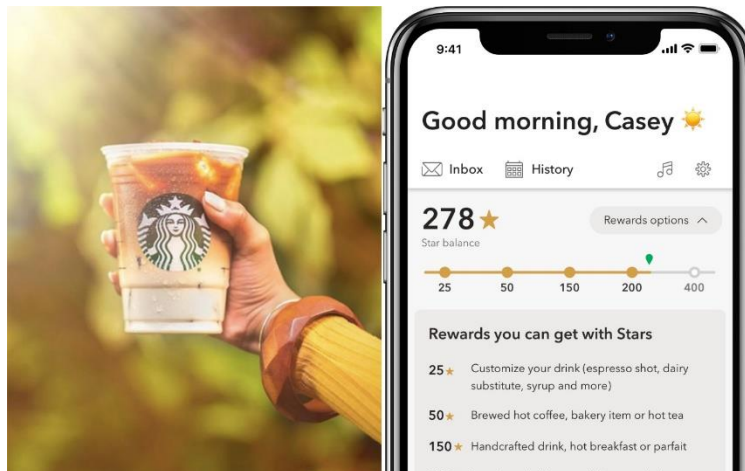 9:41
Good morning, Casey ☀️
Inbox History
278★ Rewards options
Star balance
25 50 150 200 400
Rewards you can get with Stars
25★ Customize your drink (espresso shot, dairy
substitute, syrup and more)
50★ Brewed hot coffee, bakery item or hot tea
150★ Handcrafted drink, hot breakfast or parfait